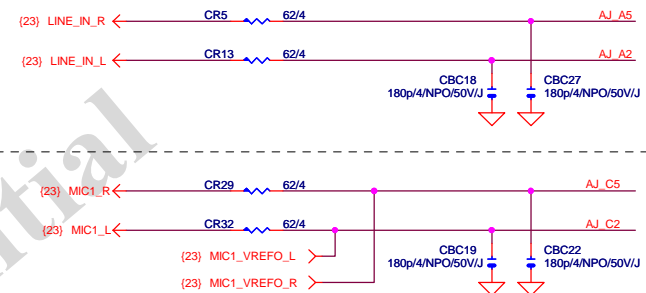 {23} LINE_IN_R CR5 62/4 AJ_A5
{23} LINE_IN_L CR13 62/4 AJ_A2
CBC18 CBC27
180p/4/NPO/50V/J 180p/4/NPO/50V/J
{23} MIC1_R CR29 62/4 AJ_C5
{23} MIC1_L CR32 62/4 AJ_C2
{23} MIC1_VREFO_L CBC19 CBC22
180p/4/NPO/50V/J 180p/4/NPO/50V/J
{23} MIC1_VREFO_R
ntial